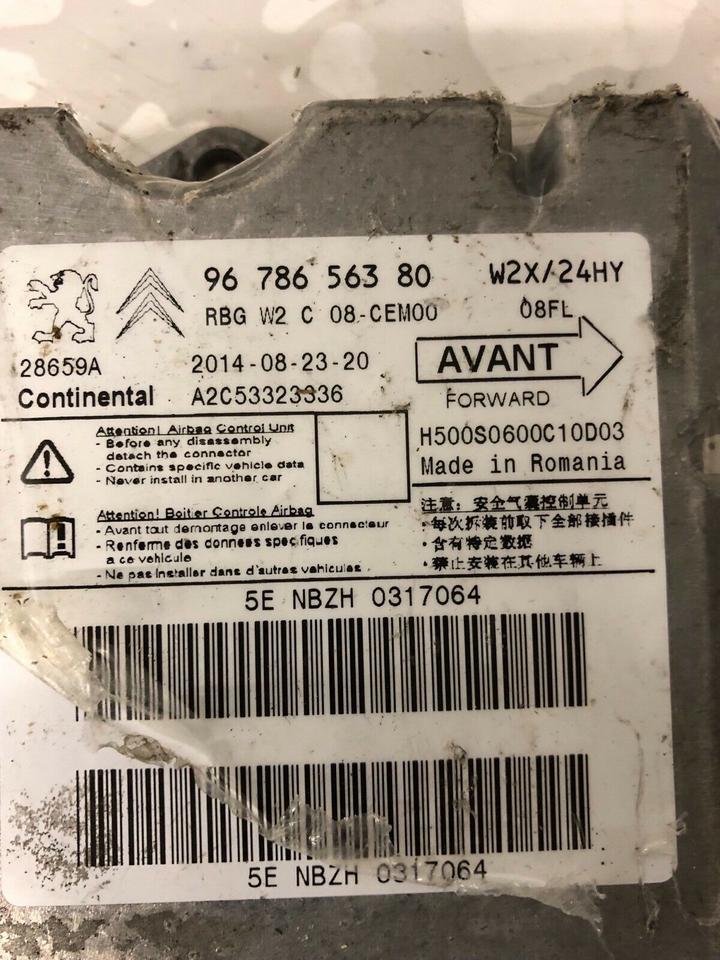 96 786 563 80 W2X/24HY
RBG W2 C 08-CEM00 08FL
28659A 2014-08-23-20 AVANT
Continental A2C53323336 FORWARD
Attention! Airbag Control Unit
- Before any disassembly
detach the connector
- Contains specific vehicle data
- Never install in another car
H500S0600C10D03
Made in Romania
Attention! Boitier Controle Airbag
- Avant tout demontage enlever le connecteur
- Renferme des donnees specifiques
a ce vehicule
- Ne pas installer dans d'autres vehicules.
注意: 安全气囊控制单元
·每次拆装前取下全部接插件
·含有特定数据
·禁止安装在其他车辆上
5E NBZH 0317064
5E NBZH 0317064